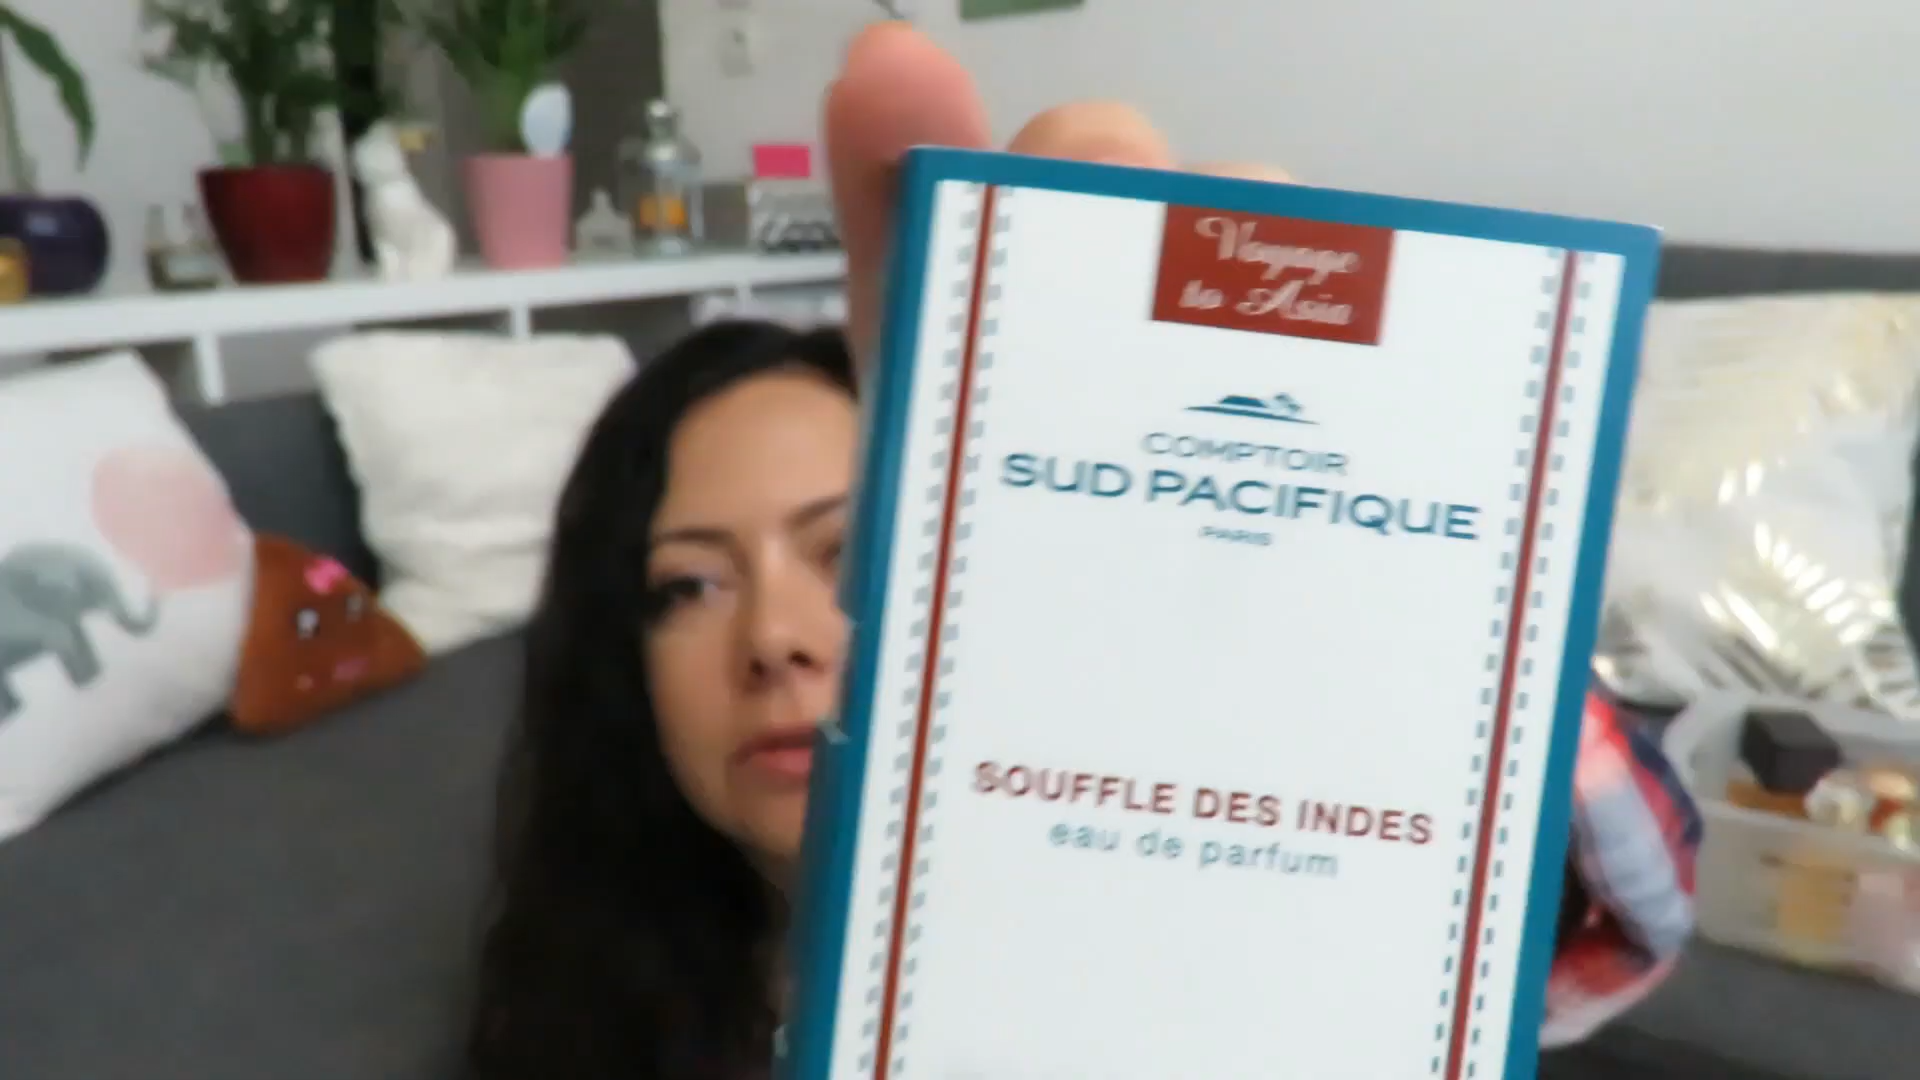 Voyage
to Asia
COMPTOIR
SUD PACIFIQUE
PARIS
SOUFFLE DES INDES
eau de parfum